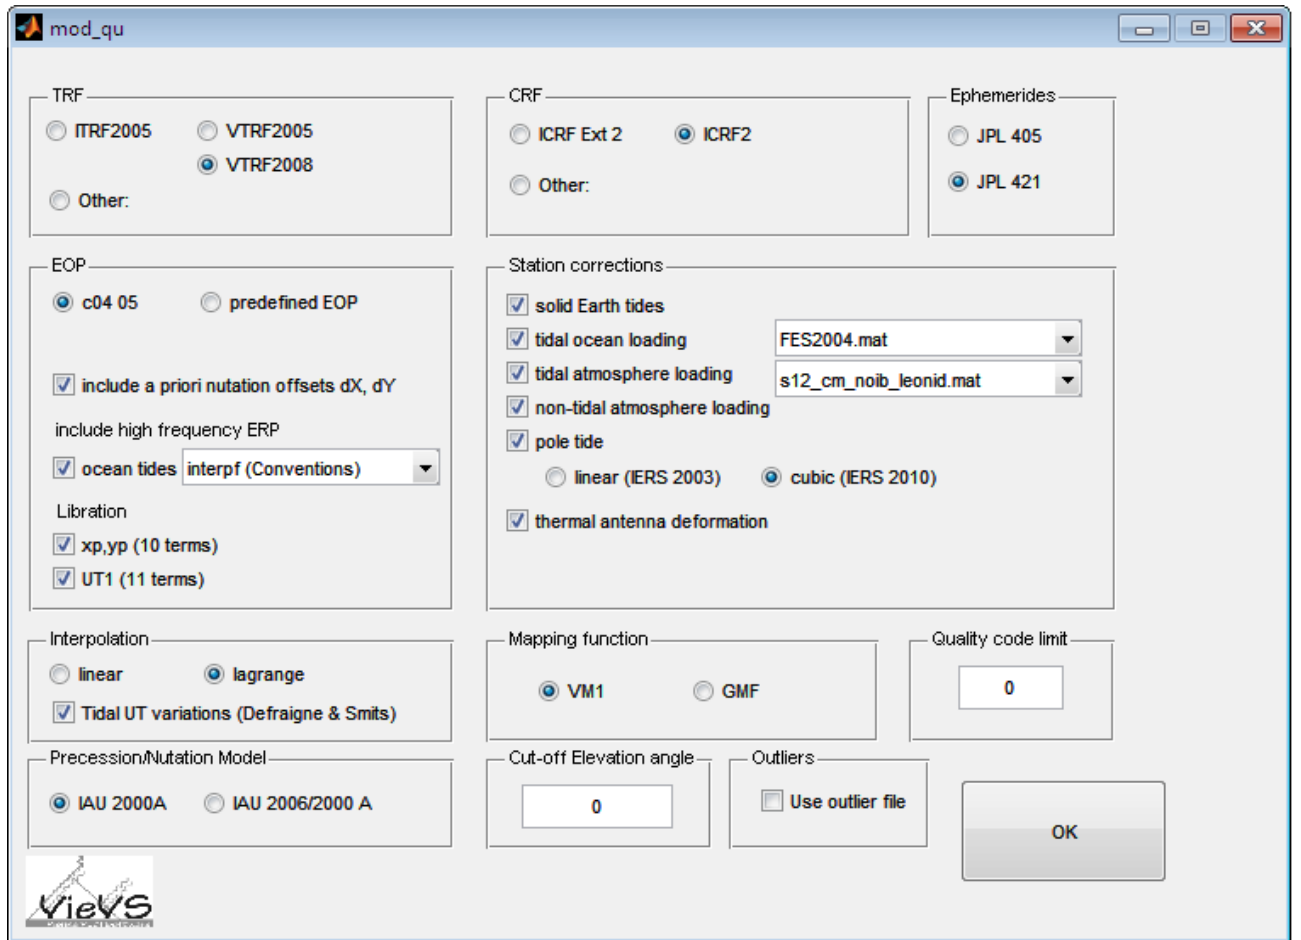 mod_qu
TRF
ITRF2005
VTRF2005
VTRF2008
Other:
CRF
ICRF Ext 2
ICRF2
Other:
Ephemerides
JPL 405
JPL 421
EOP
c04 05
predefined EOP
include a priori nutation offsets dX, dY
include high frequency ERP
ocean tides
interpf (Conventions)
Libration
xp,yp (10 terms)
UT1 (11 terms)
Station corrections
solid Earth tides
tidal ocean loading
FES2004.mat
tidal atmosphere loading
s12_cm_noib_leonid.mat
non-tidal atmosphere loading
pole tide
linear (IERS 2003)
cubic (IERS 2010)
thermal antenna deformation
Interpolation
linear
lagrange
Tidal UT variations (Defraigne & Smits)
Mapping function
VM1
GMF
Quality code limit
0
Precession/Nutation Model
IAU 2000A
IAU 2006/2000 A
Cut-off Elevation angle
0
Outliers
Use outlier file
OK
VieVS